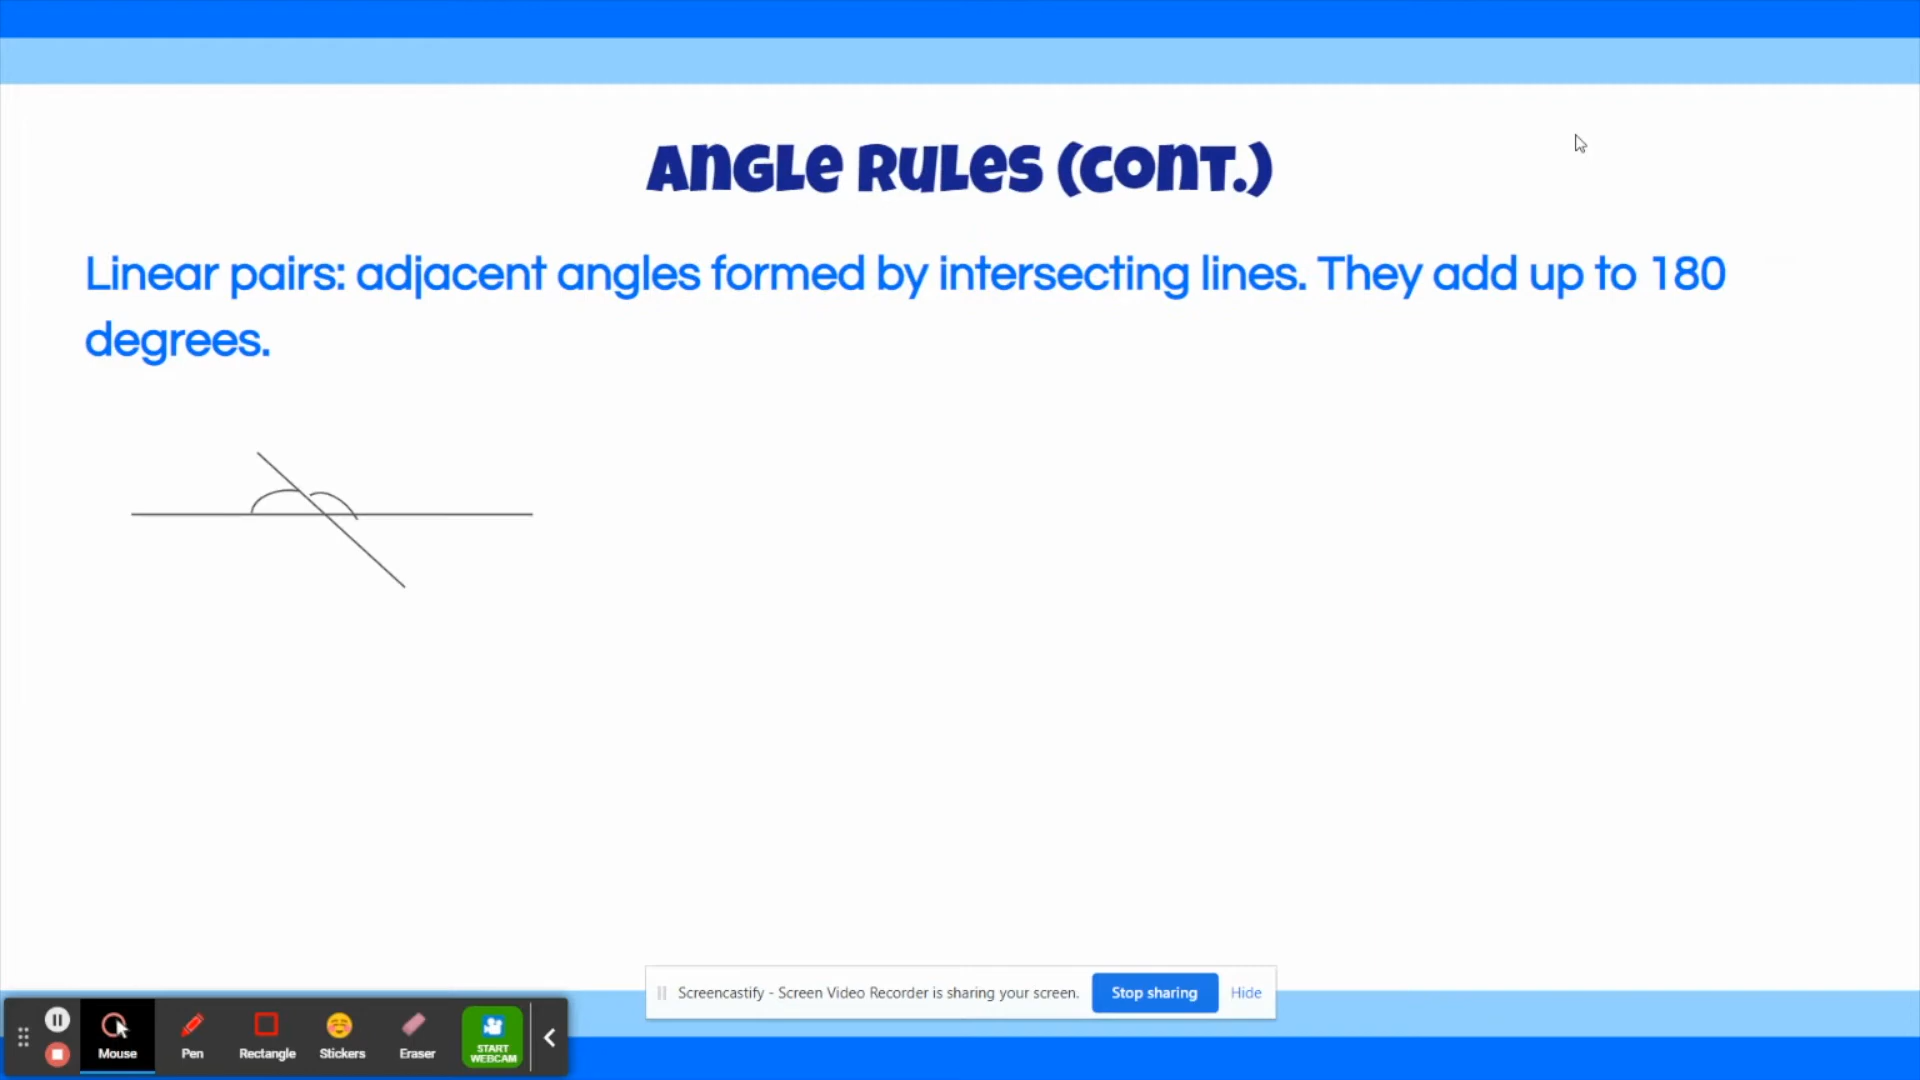 Angle Rules (cont.)
Linear pairs: adjacent angles formed by intersecting lines. They add up to 180
degrees.
Screencastify - Screen Video Recorder is sharing your screen. Stop sharing Hide
Mouse Pen Rectangle Stickers Eraser START
WEBCAM